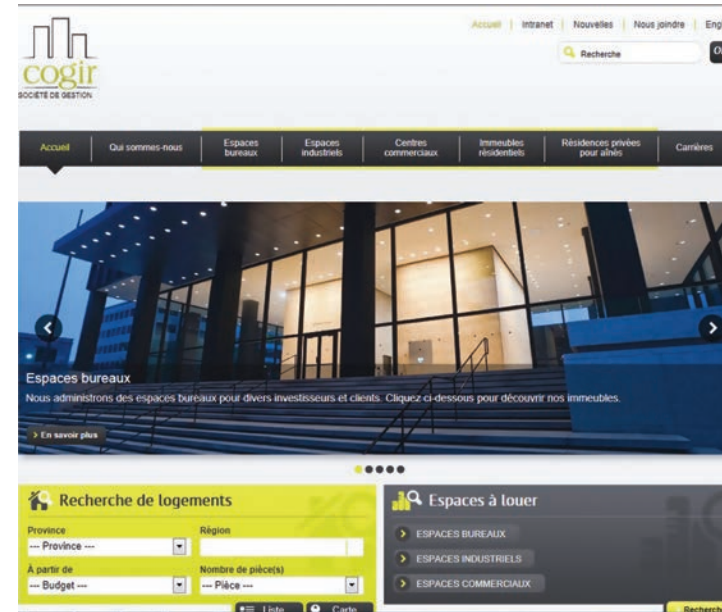 Accueil | Intranet | Nouvelles | Nous joindre | Eng
cogir
SOCIÉTÉ DE GESTION
Recherche
Accueil
Qui sommes-nous
Espaces
bureaux
Espaces
industriels
Centres
commerciaux
Immeubles
résidentiels
Résidences privées
pour aînés
Carrières
Espaces bureaux
Nous administrons des espaces bureaux pour divers investisseurs et clients. Cliquez ci-dessous pour découvrir nos immeubles.
> En savoir plus
Recherche de logements
Province
Région
--- Province ---
À partir de
Nombre de pièce(s)
--- Budget ---
--- Pièce ---
Liste
Carte
Espaces à louer
ESPACES BUREAUX
ESPACES INDUSTRIELS
ESPACES COMMERCIAUX
Recherch